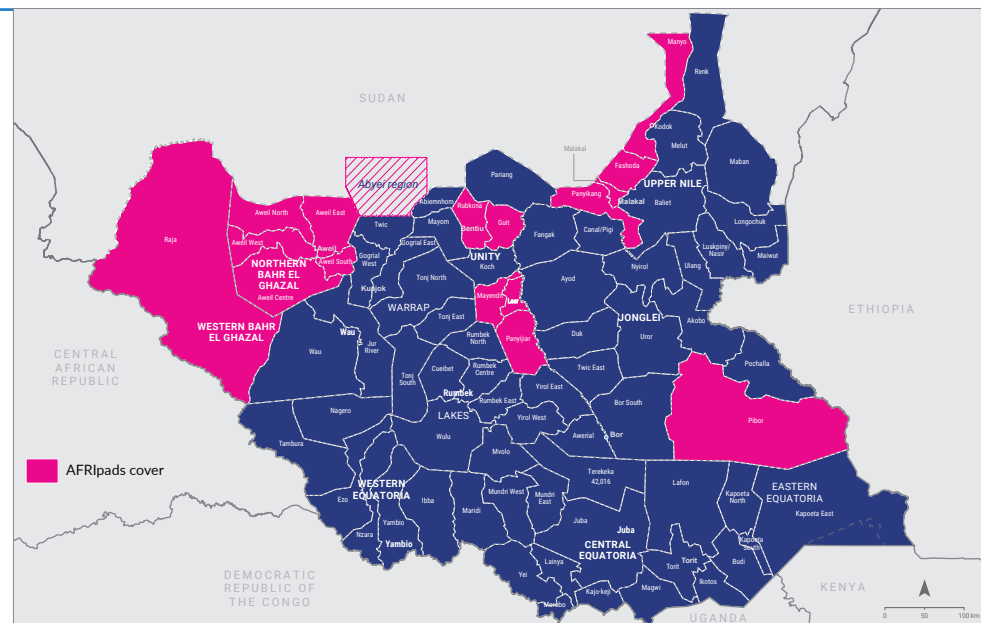 SUDAN
Manyo
Renk
Kodok
Melut
Maban
Malakal
Fashoda
UPPER NILE
Pariang
Abyei region
Abiemnhom
Rubkona
Guit
Bentiu
Mayom
Panyikang
Malakal
Baliet
Longochuk
Raja
Aweil North
Aweil East
Twic
Fangak
Canal/Pigi
Aweil West
Aweil
Gogrial East
Gogrial
West
UNITY
Koch
Nyirol
Ulang
Luakpiny/
Nasir
Maiwut
Aweil South
NORTHERN
BAHR EL
GHAZAL
Aweil Centre
Kuajok
Tonj North
Ayod
Mayendit
Leer
WARRAP
JONGLEI
ETHIOPIA
WESTERN BAHR
EL GHAZAL
Wau
Tonj East
Akobo
Wau
Jur
River
Rumbek
North
Panyijiar
Duk
Uror
CENTRAL
AFRICAN
REPUBLIC
Tonj
South
Cueibet
Rumbek
Centre
Twic East
Pochalla
Rumbek
Rumbek East
Yirol East
Bor South
Nagero
LAKES
Yirol West
Pibor
Tambura
Wulu
Awerial
Bor
Mvolo
AFRIpads cover
Terekeka
42,016
Lafon
WESTERN
EQUATORIA
Ibba
Mundri West
Mundri
East
Kapoeta
North
EASTERN
EQUATORIA
Kapoeta East
Ezo
Maridi
Yambio
Juba
Juba
Nzara
Yambio
CENTRAL
EQUATORIA
Kapoeta
South
Lainya
Torit
Torit
Budi
Yei
Ikotos
Kajo-keji
Magwi
Morobo
DEMOCRATIC
REPUBLIC OF
THE CONGO
KENYA
UGANDA
0 50 100 km